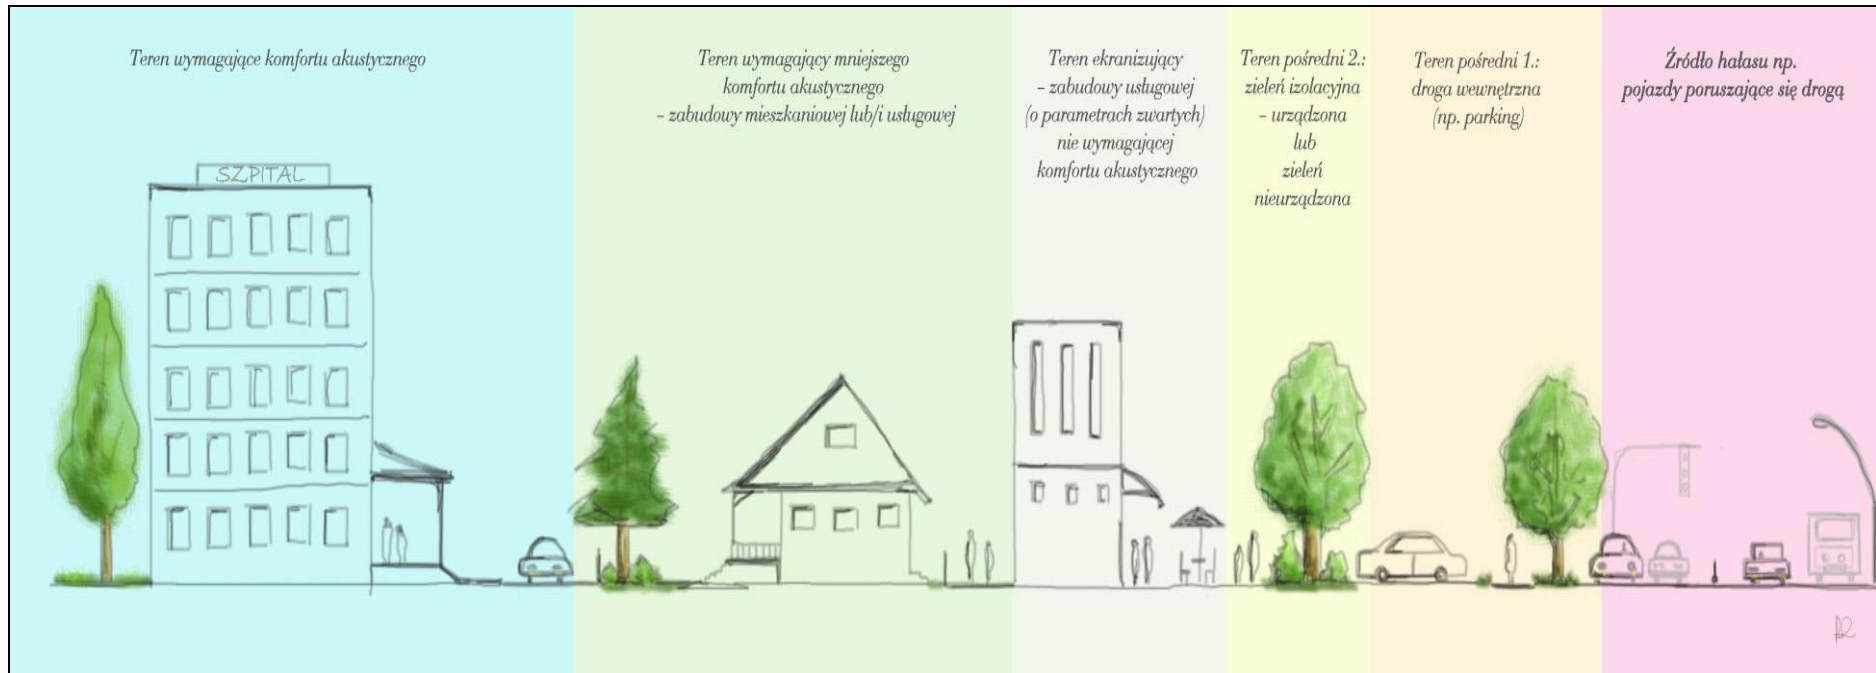 Teren wymagające komfortu akustycznego
Teren wymagający mniejszego
komfortu akustycznego
– zabudowy mieszkaniowej lub/i usługowej
Teren ekranizujący
– zabudowy usługowej
(o parametrach zwartych)
nie wymagającej
komfortu akustycznego
Teren pośredni 2.:
zieleń izolacyjna
– urządzona
lub
zieleń
nieurządzona
Teren pośredni 1.:
droga wewnętrzna
(np. parking)
Źródło hałasu np.
pojazdy poruszające się drogą
SZPITAL